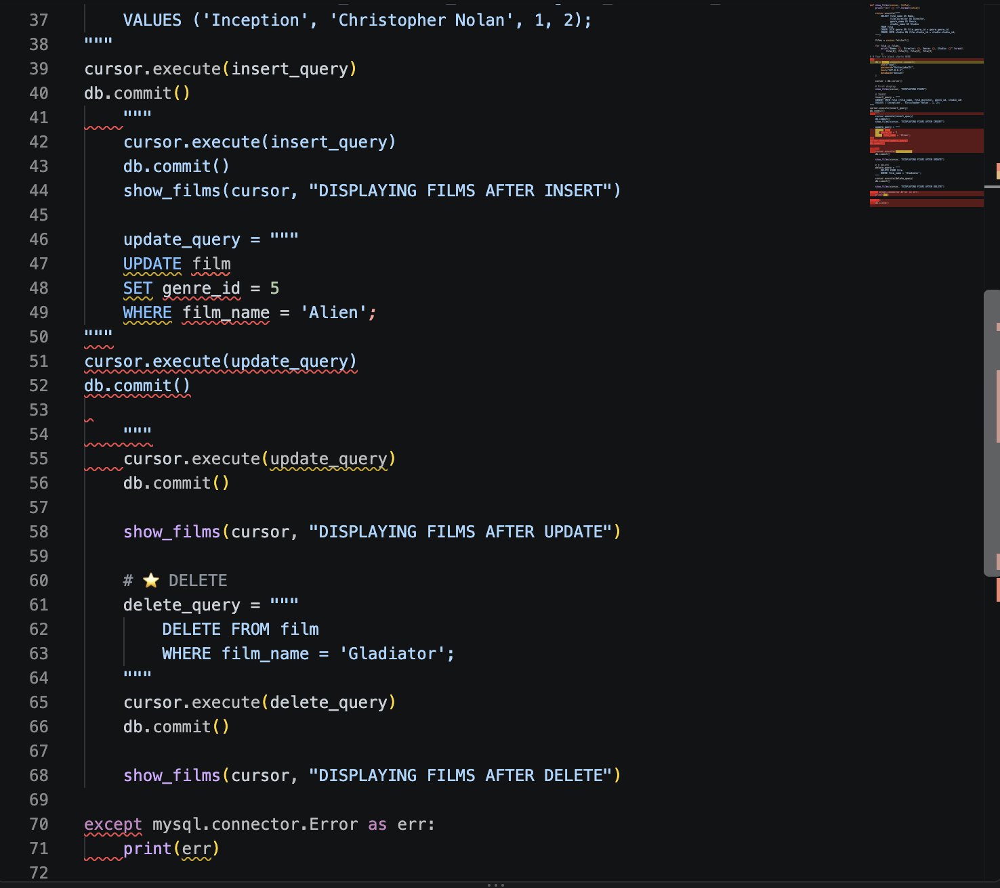 37 VALUES ('Inception', 'Christopher Nolan', 1, 2);
38 """
39 cursor.execute(insert_query)
40 db.commit()
41 """
42 cursor.execute(insert_query)
43 db.commit()
44 show_films(cursor, "DISPLAYING FILMS AFTER INSERT")
45
46 update_query = """
47 UPDATE film
48 SET genre_id = 5
49 WHERE film_name = 'Alien';
50 """
51 cursor.execute(update_query)
52 db.commit()
53
54 """
55 cursor.execute(update_query)
56 db.commit()
57
58 show_films(cursor, "DISPLAYING FILMS AFTER UPDATE")
59
60 # ⭐ DELETE
61 delete_query = """
62 DELETE FROM film
63 WHERE film_name = 'Gladiator';
64 """
65 cursor.execute(delete_query)
66 db.commit()
67
68 show_films(cursor, "DISPLAYING FILMS AFTER DELETE")
69
70 except mysql.connector.Error as err:
71 print(err)
72